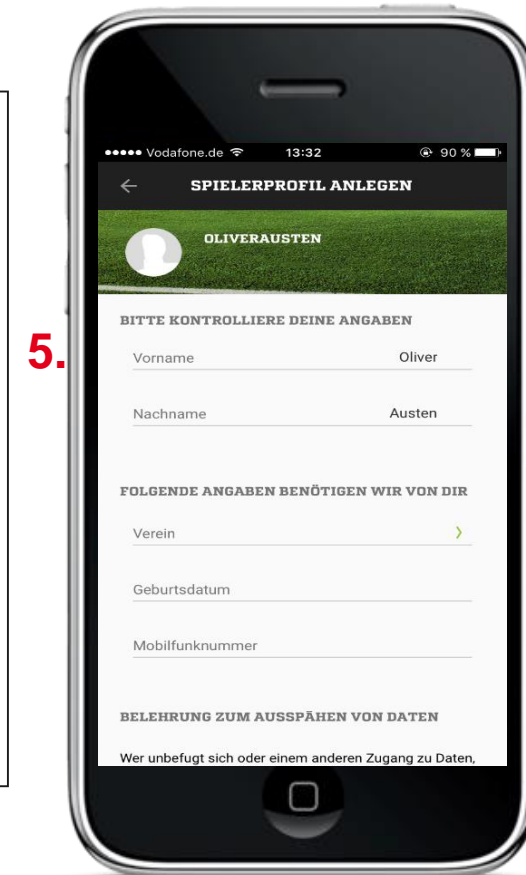 5.
Vodafone.de 13:32 90 %
SPIELERPROFIL ANLEGEN
OLIVERAUSTEN
BITTE KONTROLLIERE DEINE ANGABEN
Vorname Oliver
Nachname Austen
FOLGENDE ANGABEN BENÖTIGEN WIR VON DIR
Verein
Geburtsdatum
Mobilfunknummer
BELEHRUNG ZUM AUSSPÄHEN VON DATEN
Wer unbefugt sich oder einem anderen Zugang zu Daten,